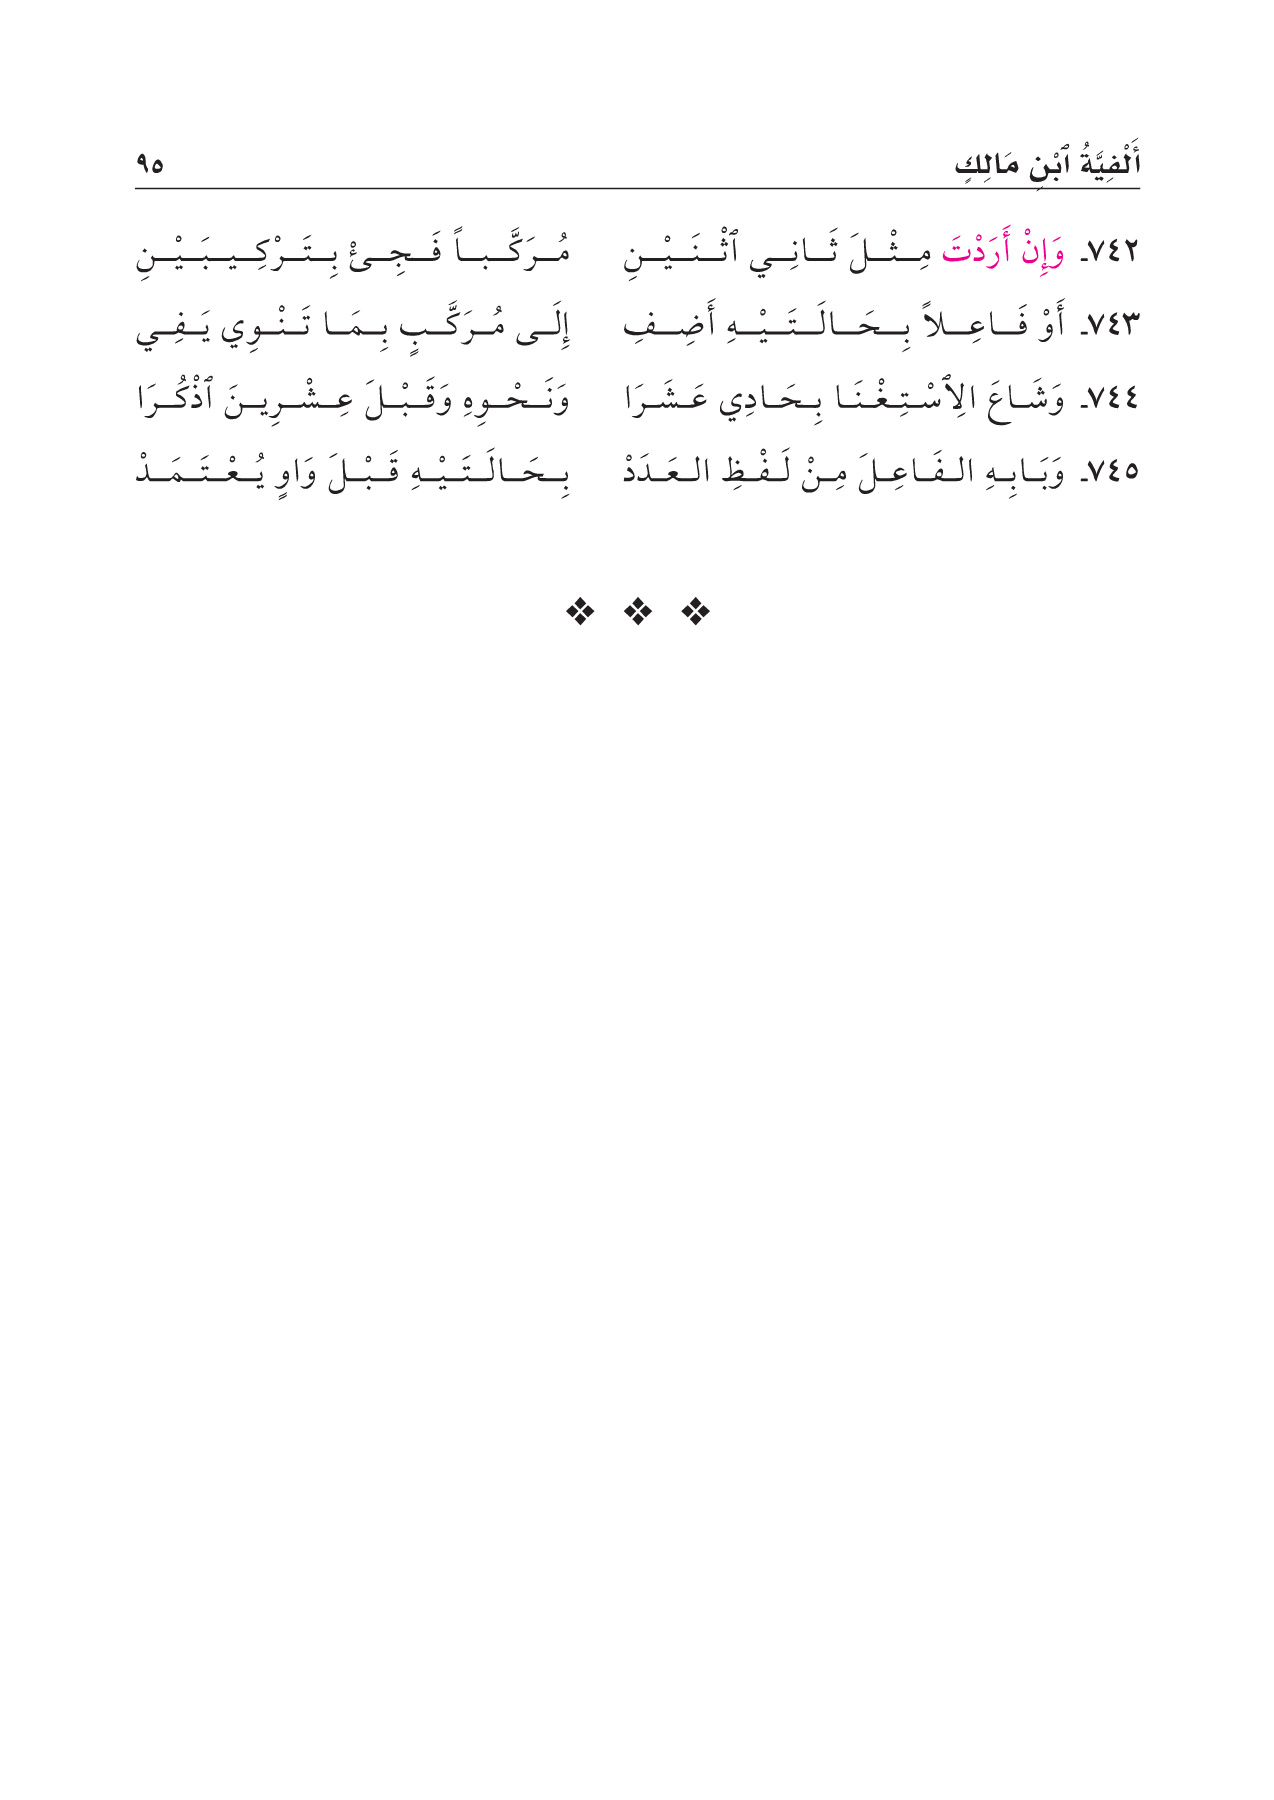 أَلْفِيَّةُ ٱبْنِ مَالِكٍ ٩٥
٧٤٢ـ وَإِنْ أَرَدْتَ مِثْلَ ثَانِي ٱثْنَيْنِ مُرَكَّباً فَجِئْ بِتَرْكِيبَيْنِ
٧٤٣ـ أَوْ فَاعِلاً بِحَالَتَيْهِ أَضِفِ إِلَى مُرَكَّبٍ بِمَا تَنْوِي يَفِي
٧٤٤ـ وَشَاعَ الِٱسْتِغْنَا بِحَادِي عَشَرَا وَنَحْوِهِ وَقَبْلَ عِشْرِينَ ٱذْكُرَا
٧٤٥ـ وَبَابِهِ الفَاعِلَ مِنْ لَفْظِ العَدَدْ بِحَالَتَيْهِ قَبْلَ وَاوٍ يُعْتَمَدْ